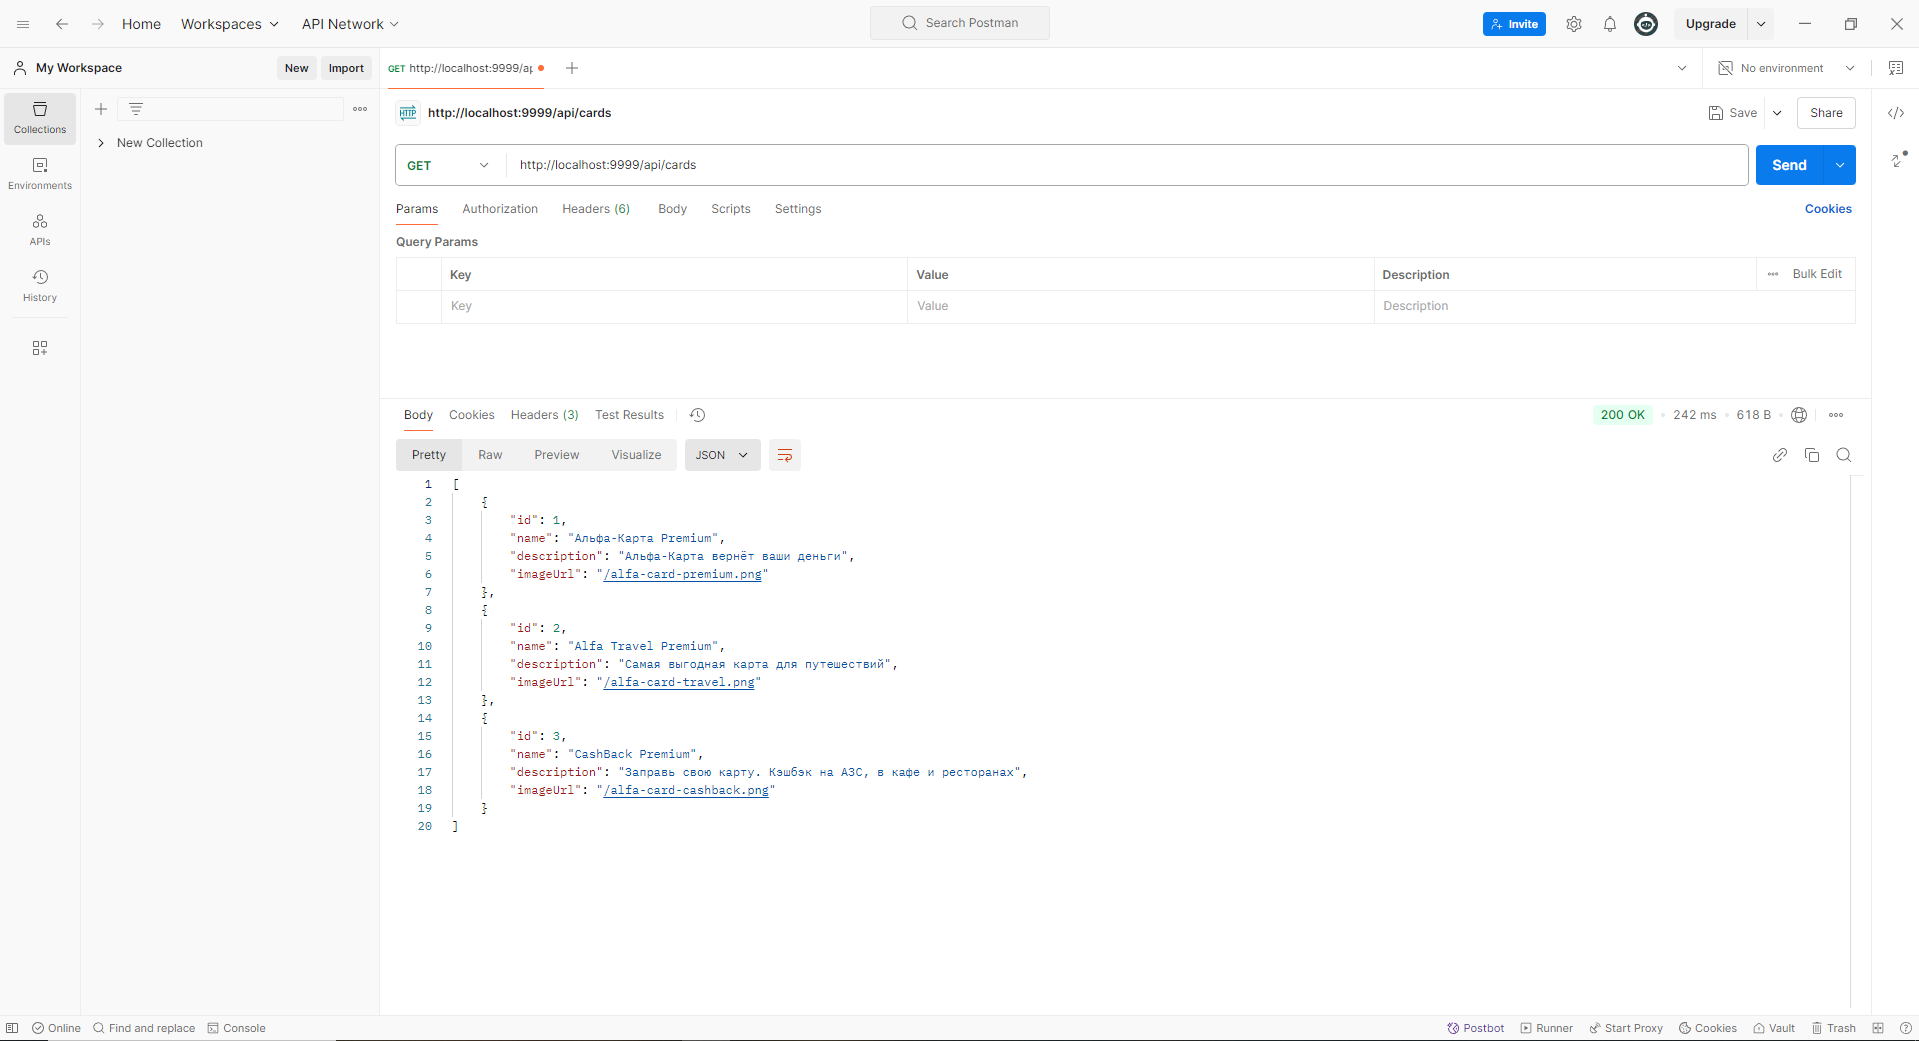 Home Workspaces API Network Search Postman Invite Upgrade
My Workspace New Import GET http://localhost:9999/ap No environment
HTTP http://localhost:9999/api/cards Save Share
Collections
New Collection
GET http://localhost:9999/api/cards Send
Environments
Params Authorization Headers (6) Body Scripts Settings Cookies
APIs
Query Params
Key Value Description Bulk Edit
History
Key Value Description
Body Cookies Headers (3) Test Results 200 OK 242 ms 618 B
Pretty Raw Preview Visualize JSON
1 [
2 {
3 "id": 1,
4 "name": "Альфа-Карта Premium",
5 "description": "Альфа-Карта вернёт ваши деньги",
6 "imageUrl": "/alfa-card-premium.png"
7 },
8 {
9 "id": 2,
10 "name": "Alfa Travel Premium",
11 "description": "Самая выгодная карта для путешествий",
12 "imageUrl": "/alfa-card-travel.png"
13 },
14 {
15 "id": 3,
16 "name": "CashBack Premium",
17 "description": "Заправь свою карту. Кэшбэк на АЗС, в кафе и ресторанах",
18 "imageUrl": "/alfa-card-cashback.png"
19 }
20 ]
Online Find and replace Console Postbot Runner Start Proxy Cookies Vault Trash